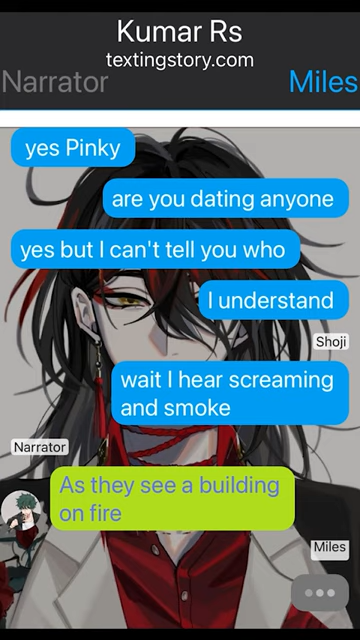 Kumar Rs
textingstory.com
Narrator
Miles
yes Pinky
are you dating anyone
yes but I can't tell you who
I understand
Shoji
wait I hear screaming
and smoke
Narrator
As they see a building
on fire
Miles